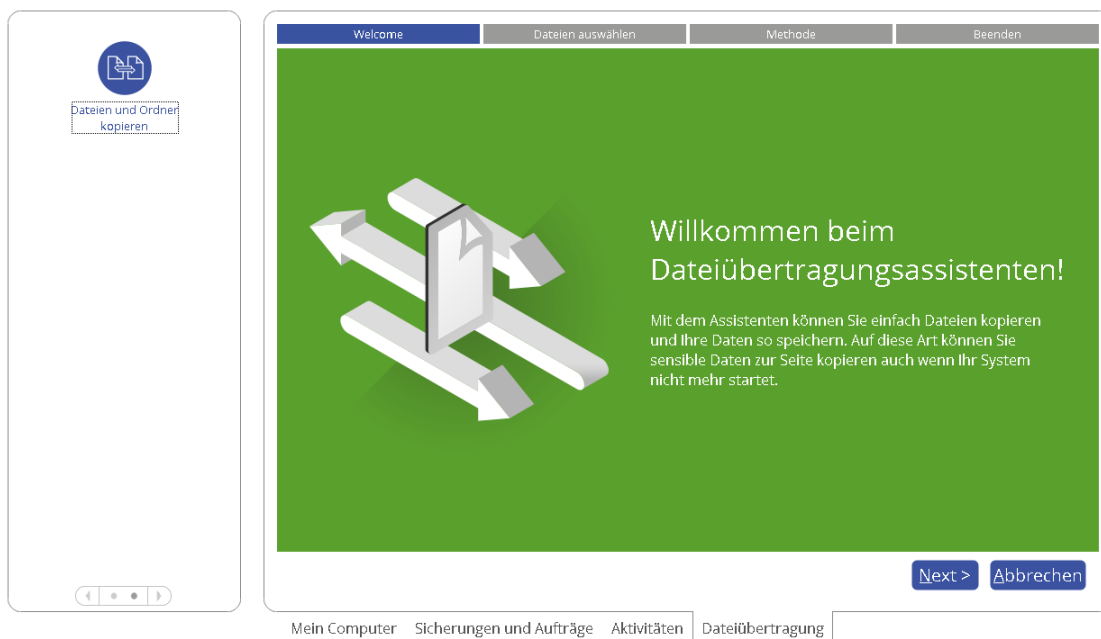 Dateien und Ordner
kopieren
Welcome
Dateien auswählen
Methode
Beenden
Willkommen beim
Dateiübertragungsassistenten!
Mit dem Assistenten können Sie einfach Dateien kopieren
und Ihre Daten so speichern. Auf diese Art können Sie
sensible Daten zur Seite kopieren auch wenn Ihr System
nicht mehr startet.
Next >
Abbrechen
Mein Computer
Sicherungen und Aufträge
Aktivitäten
Dateiübertragung